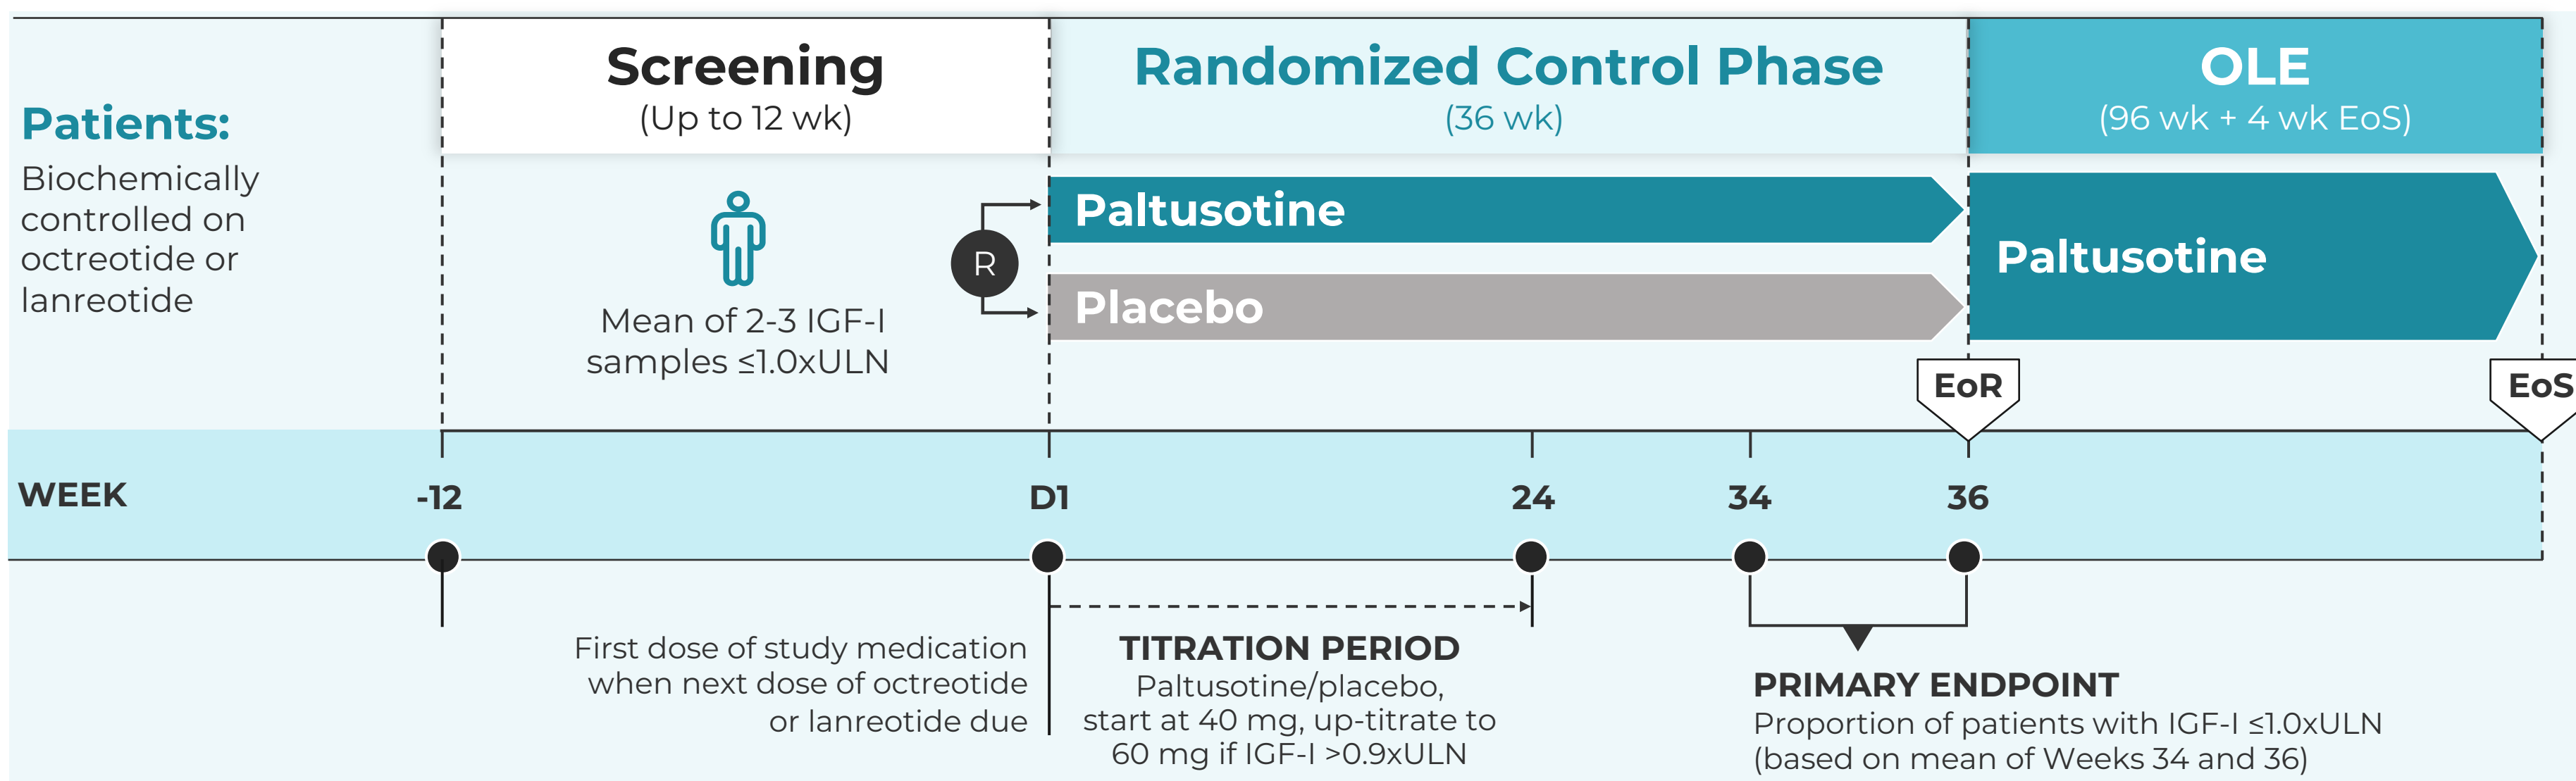 Patients:
Biochemically
controlled on
octreotide or
lanreotide
Screening
(Up to 12 wk)
Mean of 2-3 IGF-I
samples ≤1.0xULN
R
Randomized Control Phase
(36 wk)
Paltusotine
Placebo
OLE
(96 wk + 4 wk EoS)
Paltusotine
EoR
EoS
WEEK
-12
D1
24
34
36
First dose of study medication
when next dose of octreotide
or lanreotide due
TITRATION PERIOD
Paltusotine/placebo,
start at 40 mg, up-titrate to
60 mg if IGF-I >0.9xULN
PRIMARY ENDPOINT
Proportion of patients with IGF-I ≤1.0xULN
(based on mean of Weeks 34 and 36)